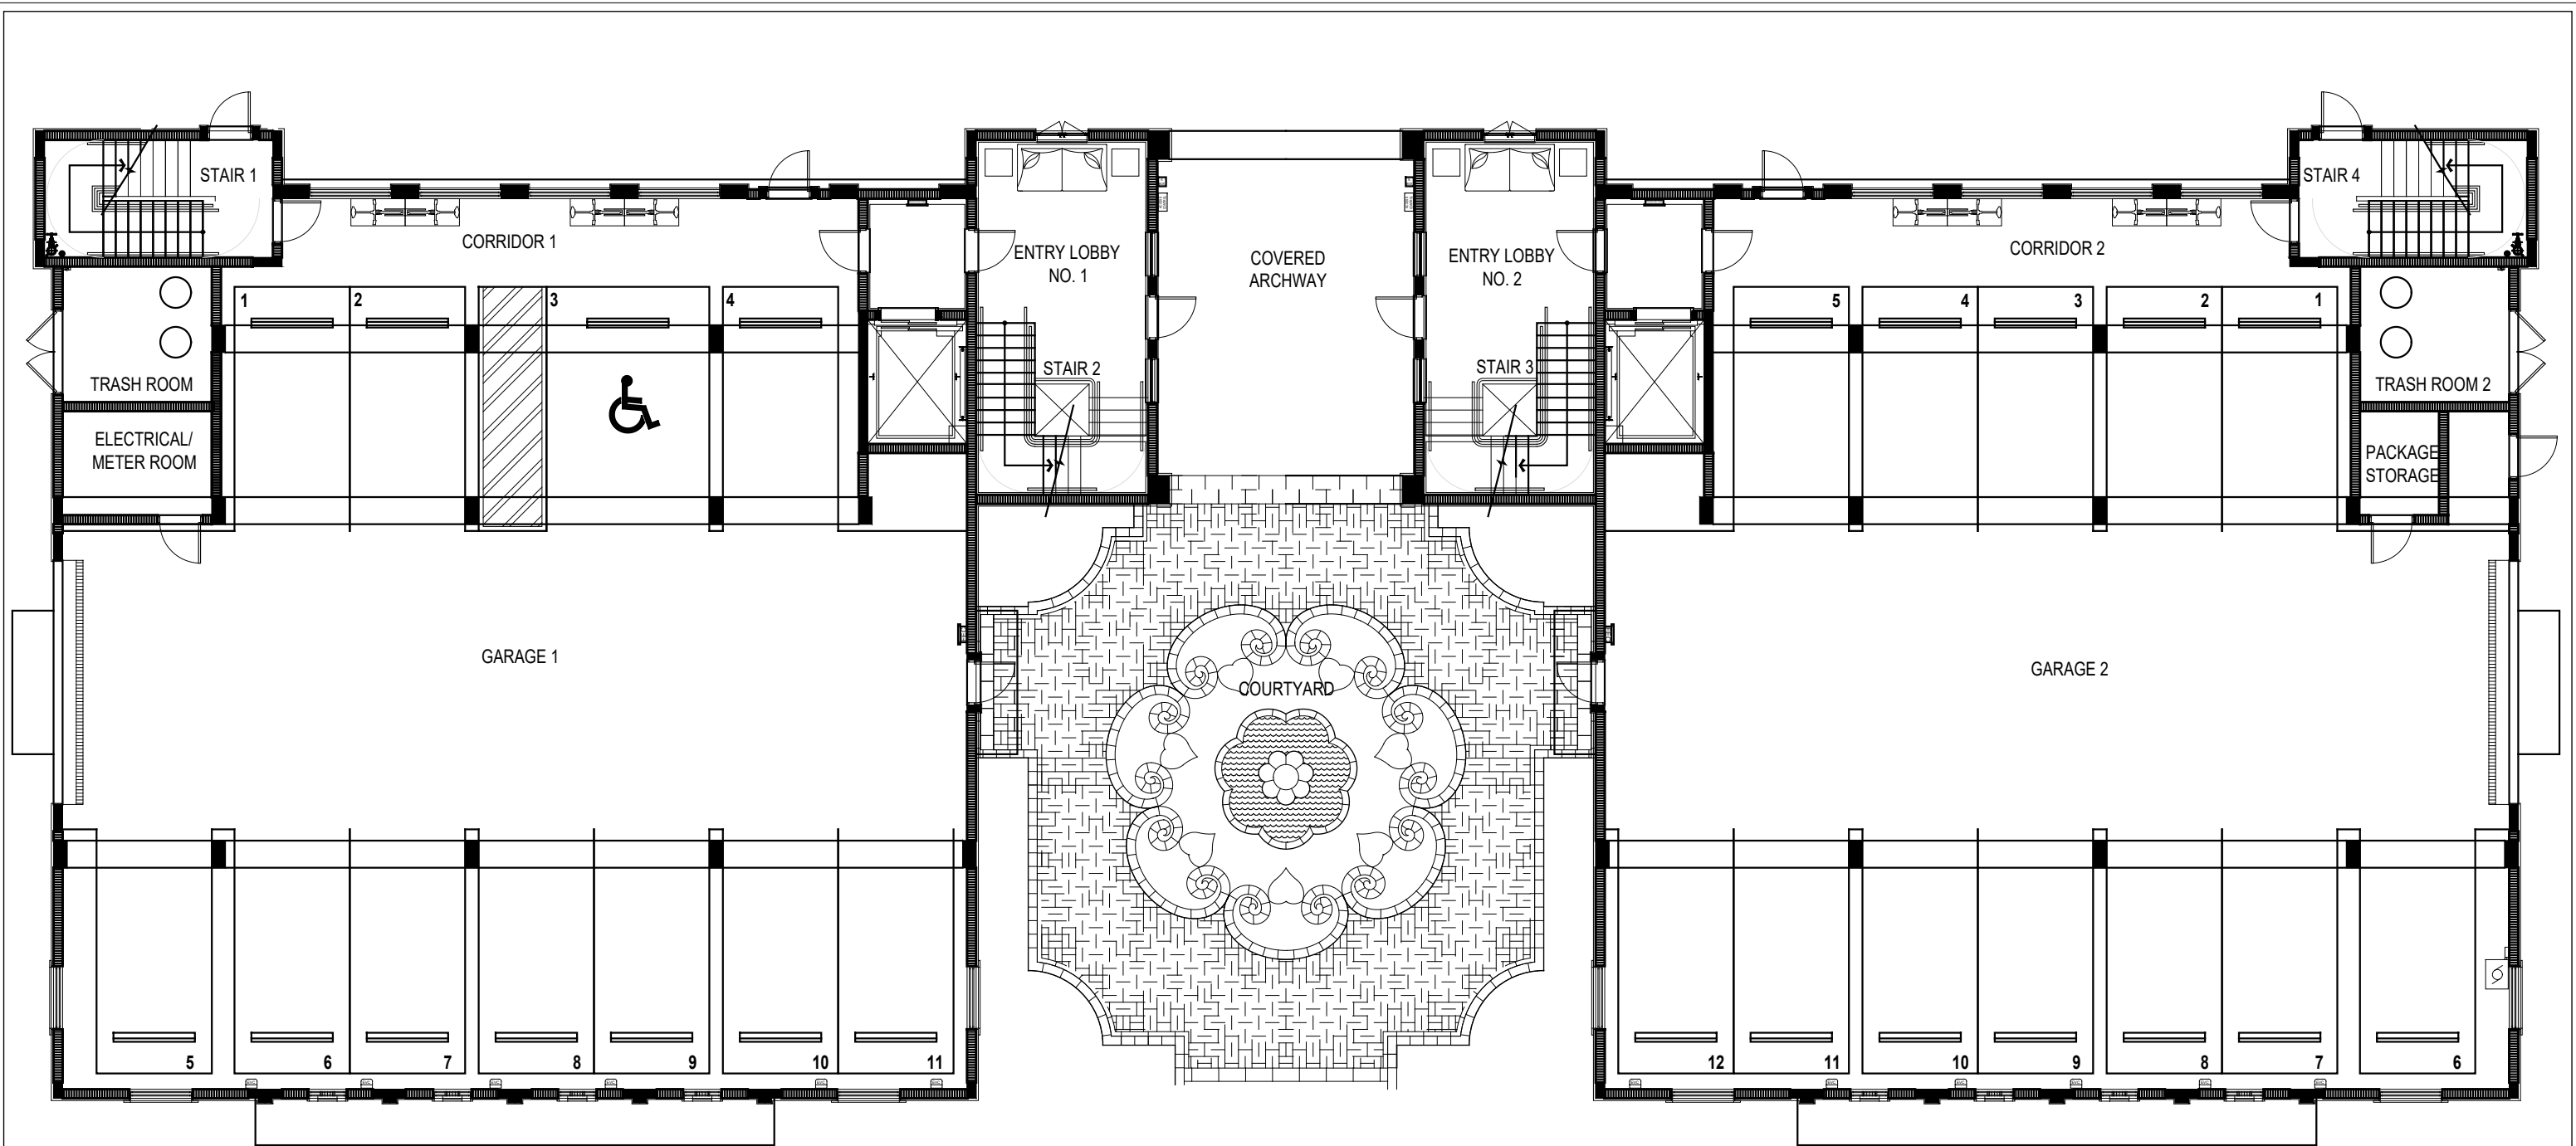 STAIR 1
CORRIDOR 1
ENTRY LOBBY
NO. 1
COVERED
ARCHWAY
ENTRY LOBBY
NO. 2
CORRIDOR 2
STAIR 4
1
2
3
4
5
4
3
2
1
TRASH ROOM
STAIR 2
STAIR 3
TRASH ROOM 2
ELECTRICAL/
METER ROOM
PACKAGE
STORAGE
GARAGE 1
COURTYARD
GARAGE 2
5
6
7
8
9
10
11
12
11
10
9
8
7
6